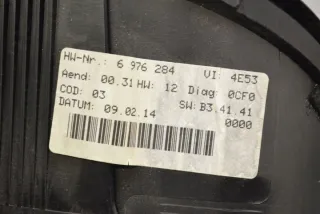 HW-Nr.: 6 976 284 VI: 4E53
Aend: 00.31 HW: 12 Diag: 0CF0
COD: 03 SW: B3.41.41
DATUM: 09.02.14 0000